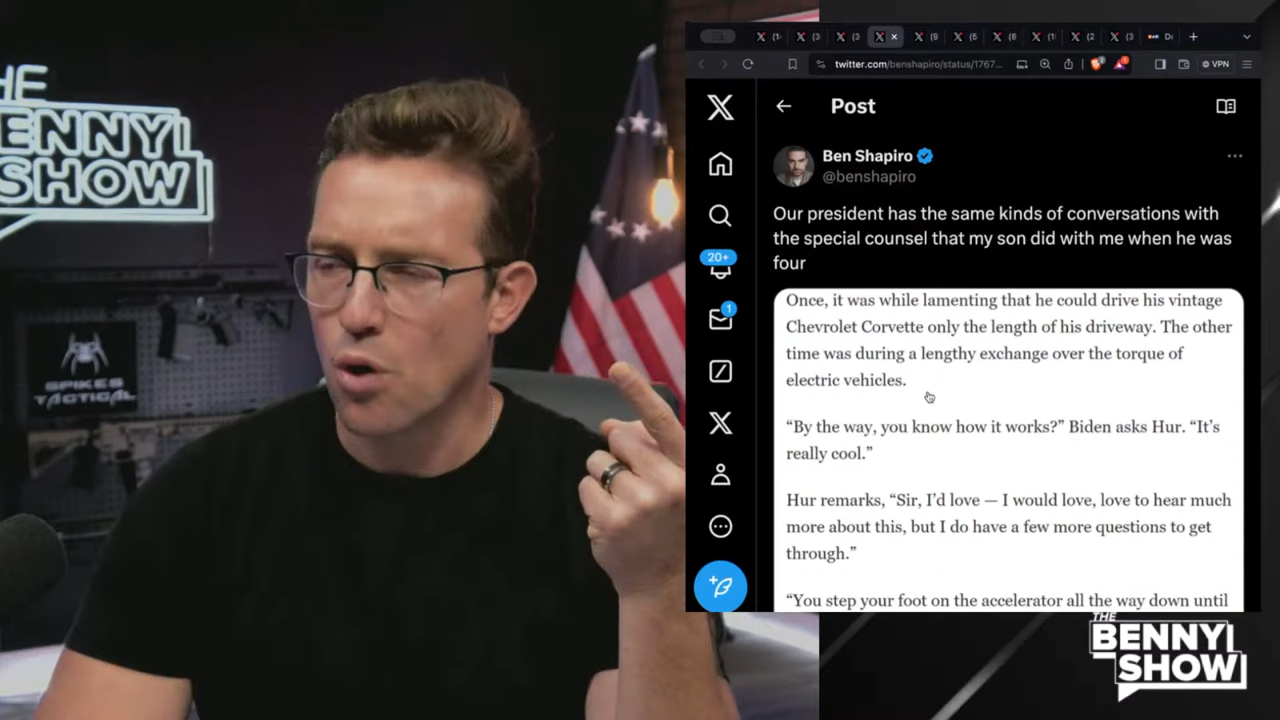 THE
BENNY
SHOW
SPIKES
TACTICAL
twitter.com/benshapiro/status/1767...
VPN
Post
Ben Shapiro
@benshapiro
Our president has the same kinds of conversations with
the special counsel that my son did with me when he was
four
20+
1
Once, it was while lamenting that he could drive his vintage
Chevrolet Corvette only the length of his driveway. The other
time was during a lengthy exchange over the torque of
electric vehicles.
“By the way, you know how it works?” Biden asks Hur. “It’s
really cool.”
Hur remarks, “Sir, I’d love — I would love, love to hear much
more about this, but I do have a few more questions to get
through.”
“You step your foot on the accelerator all the way down until
THE
BENNY
SHOW